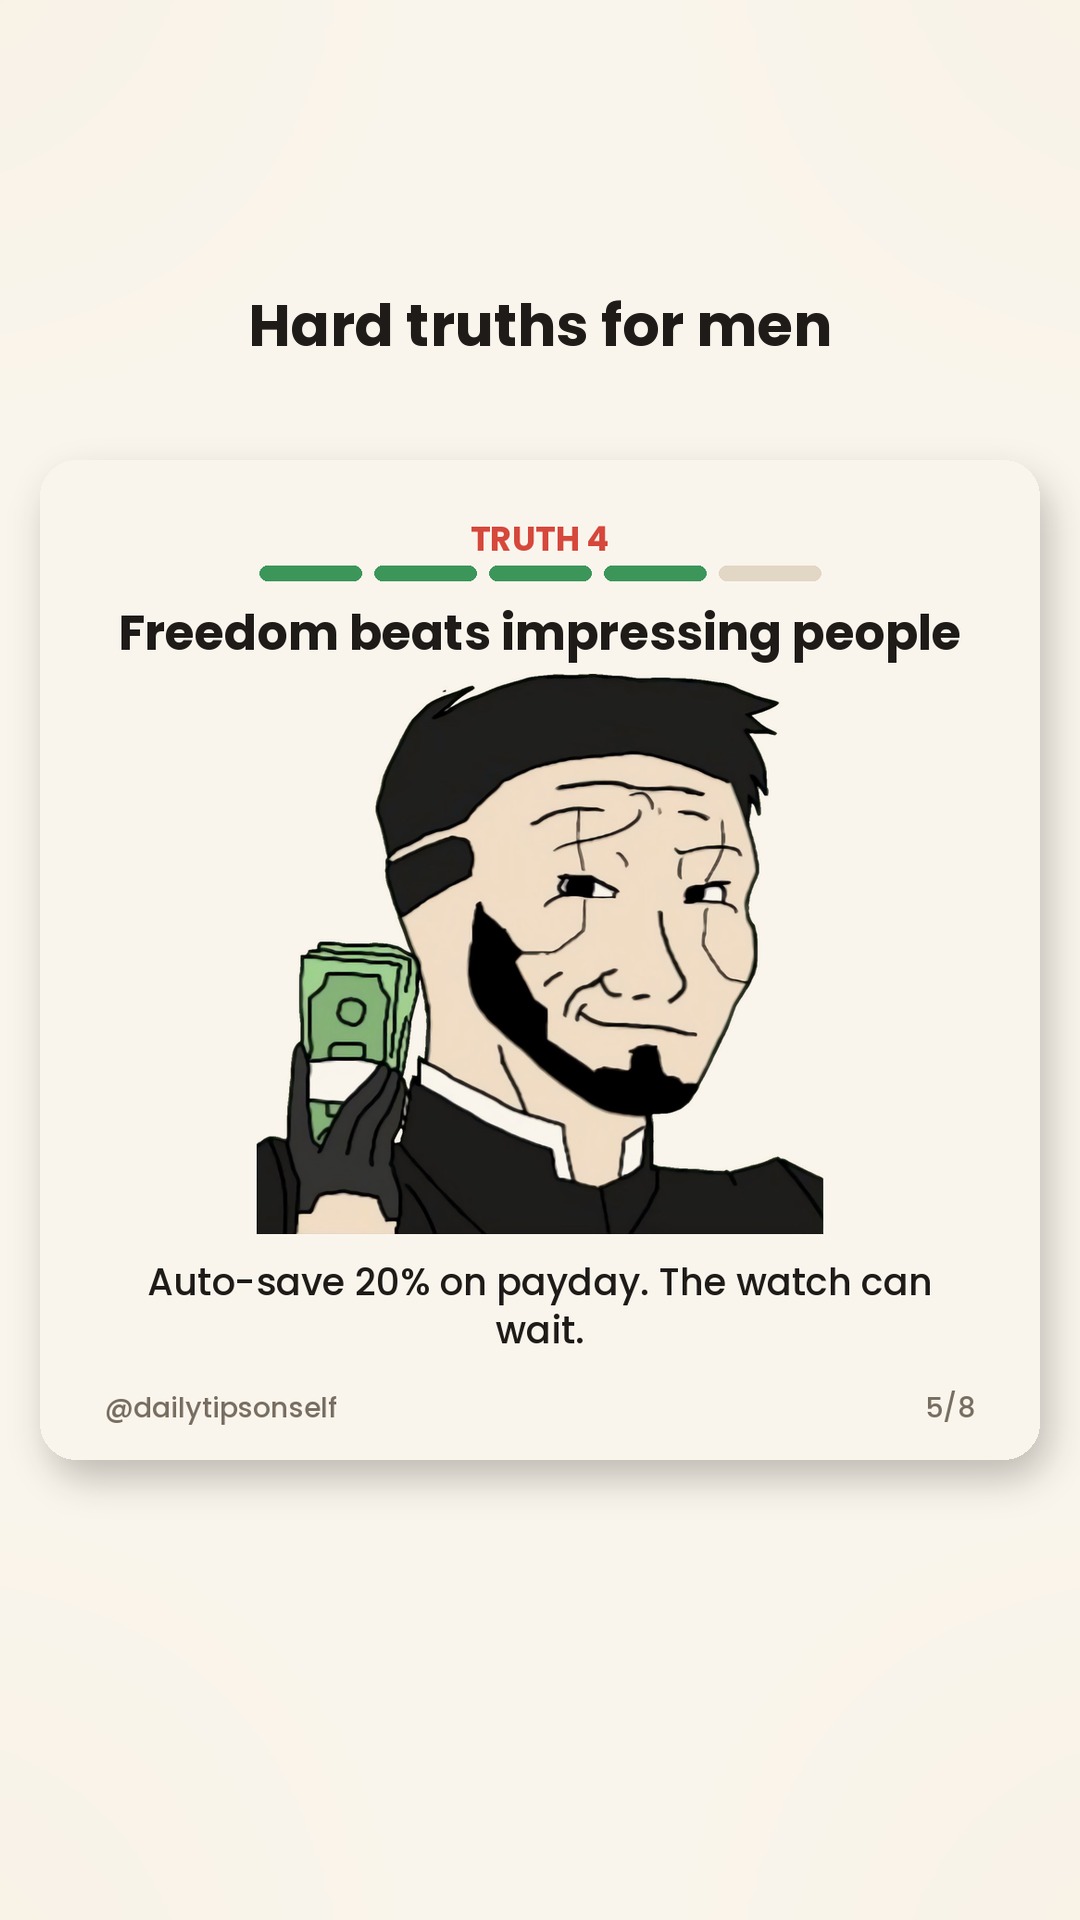 Hard truths for men
TRUTH 4
Freedom beats impressing people
Auto-save 20% on payday. The watch can
wait.
@dailytipsonself
5/8